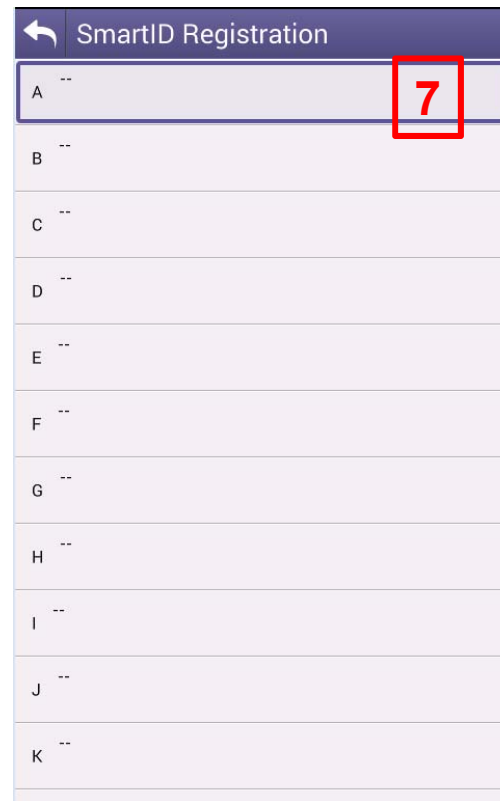 SmartID Registration
A --
7
B --
C --
D --
E --
F --
G --
H --
I --
J --
K --